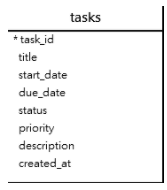 tasks
* task_id
title
start_date
due_date
status
priority
description
created_at